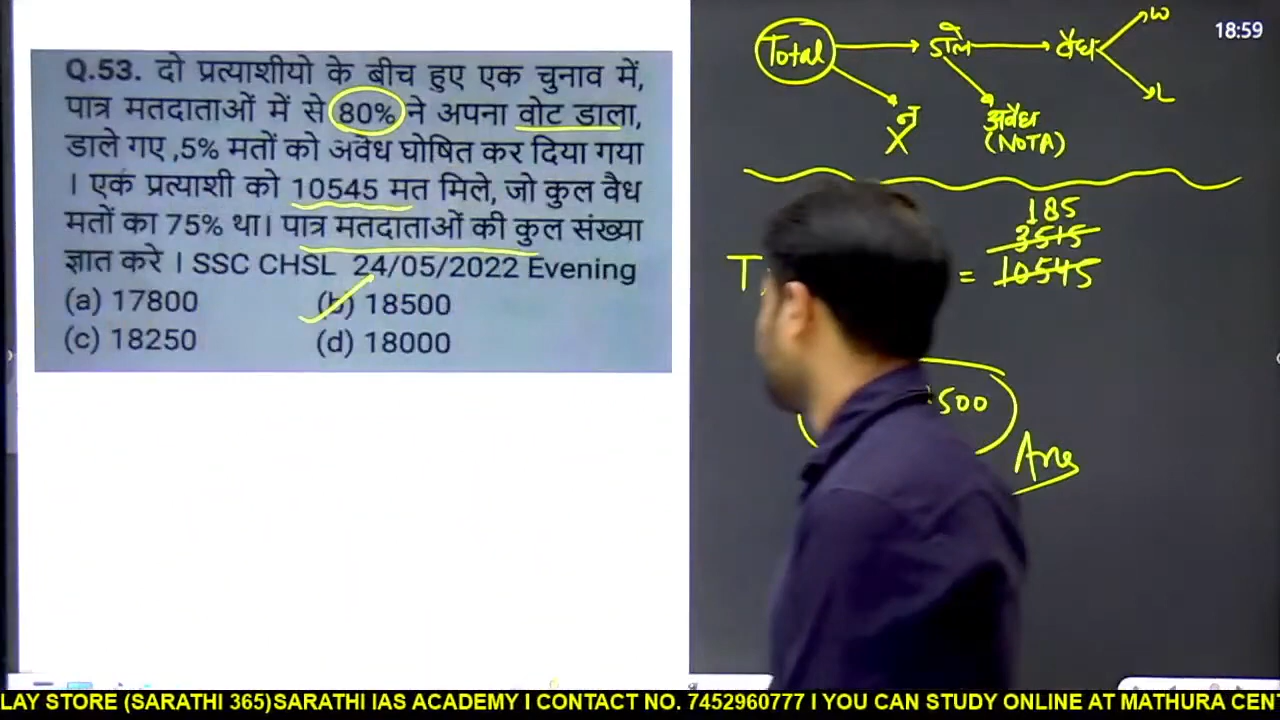 Q.53. दो प्रत्याशीयो के बीच हुए एक चुनाव में,
पात्र मतदाताओं में से 80% ने अपना वोट डाला,
डाले गए ,5% मतों को अवैध घोषित कर दिया गया
। एक प्रत्याशी को 10545 मत मिले, जो कुल वैध
मतों का 75% था। पात्र मतदाताओं की कुल संख्या
ज्ञात करे । SSC CHSL 24/05/2022 Evening
(a) 17800 (b) 18500
(c) 18250 (d) 18000
18:59
Total डाले वैध W
L
न X
अवैध
(NOTA)
185
3515
T = 10545
500
Ans
LAY STORE (SARATHI 365)SARATHI IAS ACADEMY I CONTACT NO. 7452960777 I YOU CAN STUDY ONLINE AT MATHURA CEN